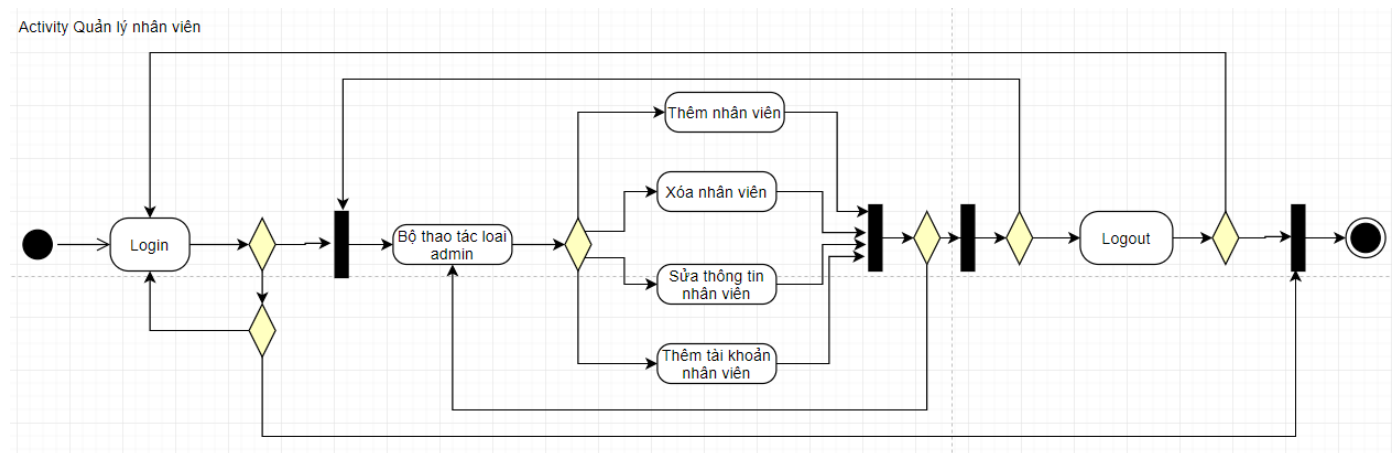 Activity Quản lý nhân viên
Login
Bộ thao tác loai
admin
Thêm nhân viên
Xóa nhân viên
Sửa thông tin
nhân viên
Thêm tài khoản
nhân viên
Logout